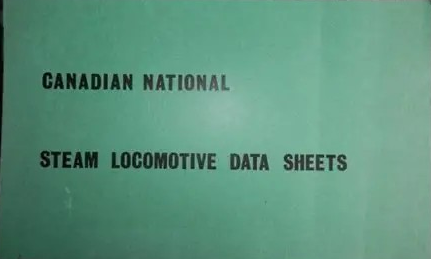 CANADIAN NATIONAL
STEAM LOCOMOTIVE DATA SHEETS